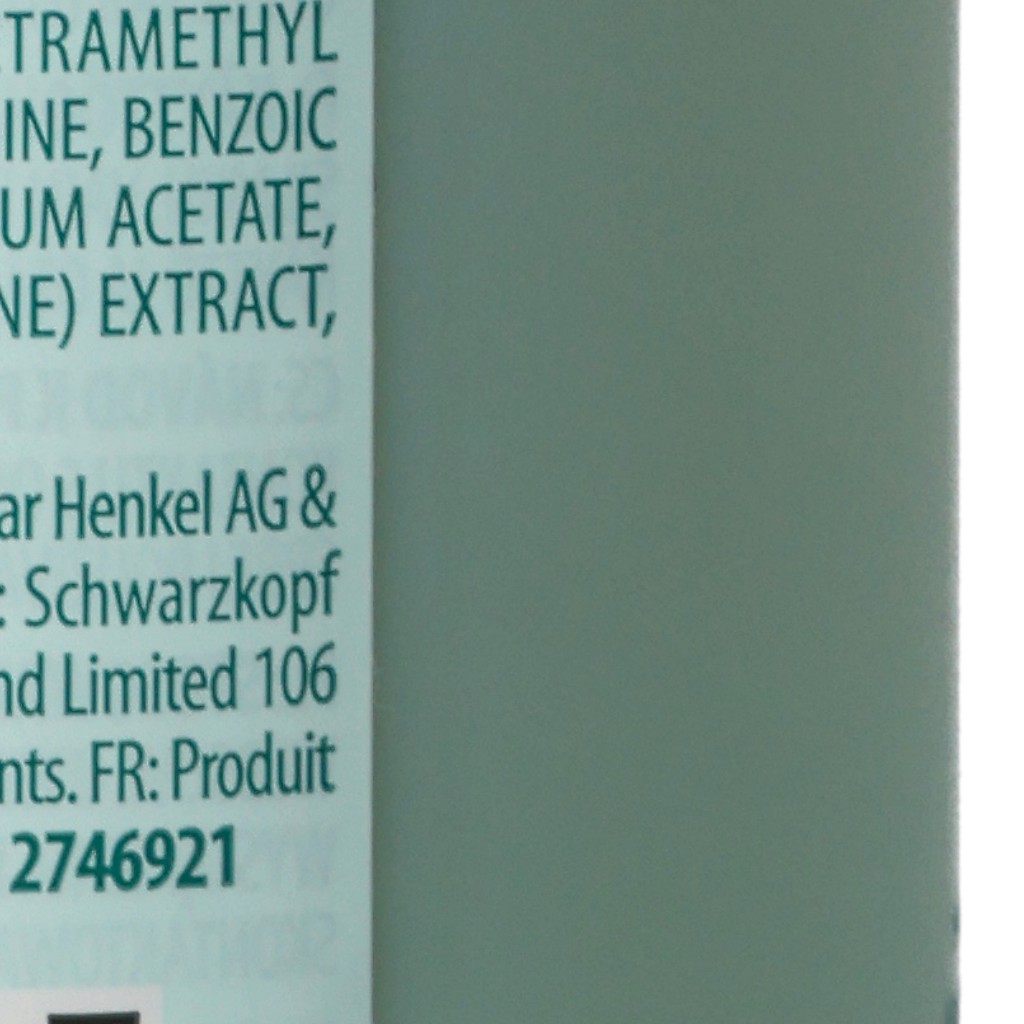 TRAMETHYL
INE, BENZOIC
UM ACETATE,
NE) EXTRACT,
ar Henkel AG &
: Schwarzkopf
nd Limited 106
nts. FR: Produit
2746921